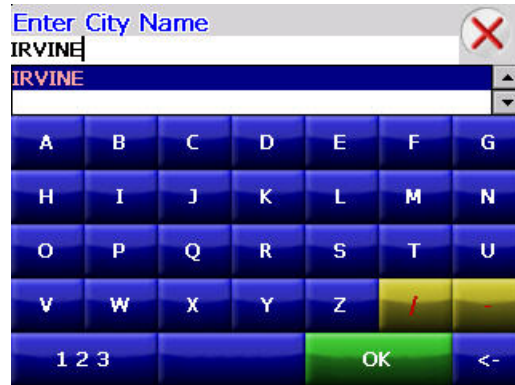 Enter City Name
IRVINE
IRVINE
A B C D E F G
H I J K L M N
O P Q R S T U
V W X Y Z / -
1 2 3 OK <-